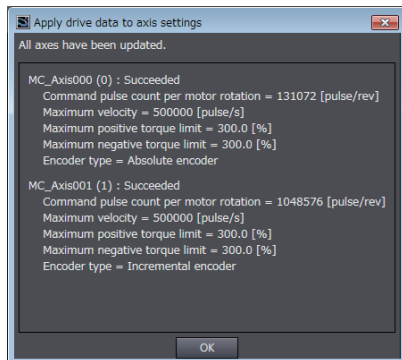 Apply drive data to axis settings
All axes have been updated.
MC_Axis000 (0) : Succeeded
Command pulse count per motor rotation = 131072 [pulse/rev]
Maximum velocity = 500000 [pulse/s]
Maximum positive torque limit = 300.0 [%]
Maximum negative torque limit = 300.0 [%]
Encoder type = Absolute encoder
MC_Axis001 (1) : Succeeded
Command pulse count per motor rotation = 1048576 [pulse/rev]
Maximum velocity = 500000 [pulse/s]
Maximum positive torque limit = 300.0 [%]
Maximum negative torque limit = 300.0 [%]
Encoder type = Incremental encoder
OK